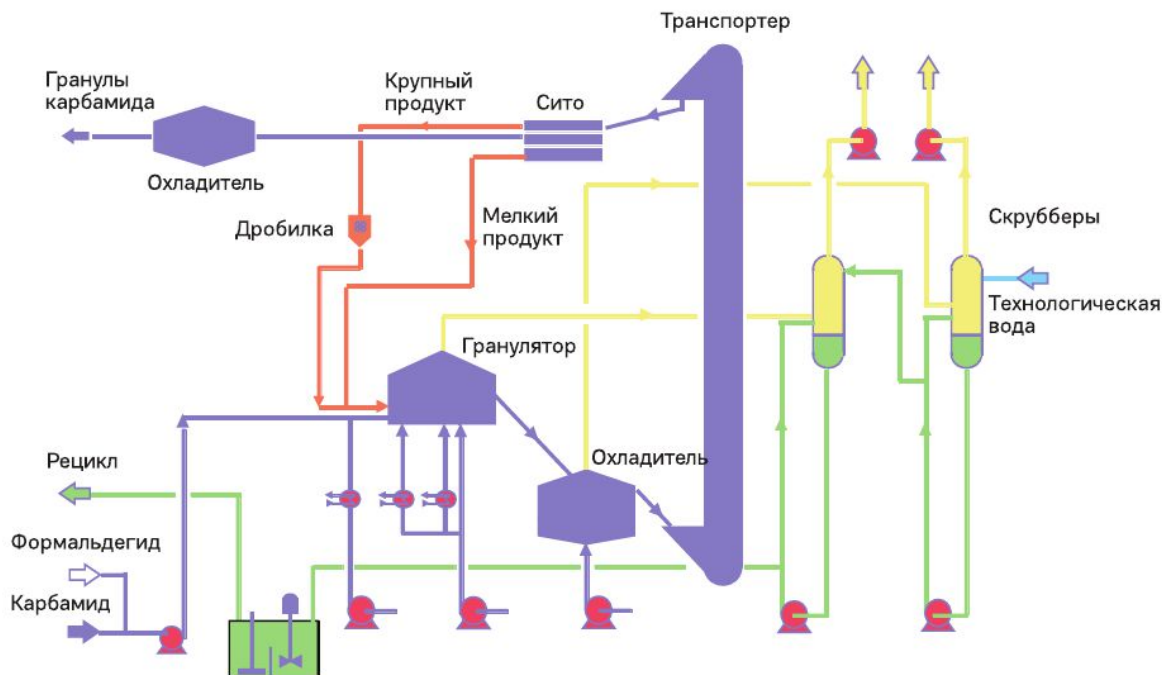 Транспортер
Гранулы
карбамида
Крупный
продукт
Сито
Охладитель
Дробилка
Мелкий
продукт
Скрубберы
Технологическая
вода
Гранулятор
Охладитель
Рецикл
Формальдегид
Карбамид